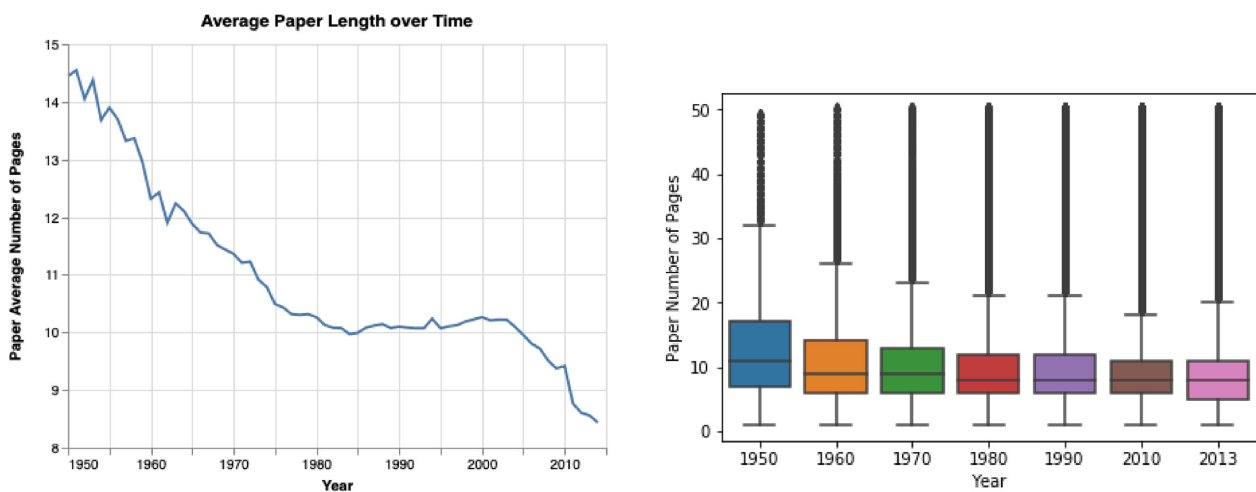 Average Paper Length over Time
Paper Average Number of Pages
15
14
13
12
11
10
9
8
1950 1960 1970 1980 1990 2000 2010
Year
Paper Number of Pages
50
40
30
20
10
0
1950 1960 1970 1980 1990 2010 2013
Year